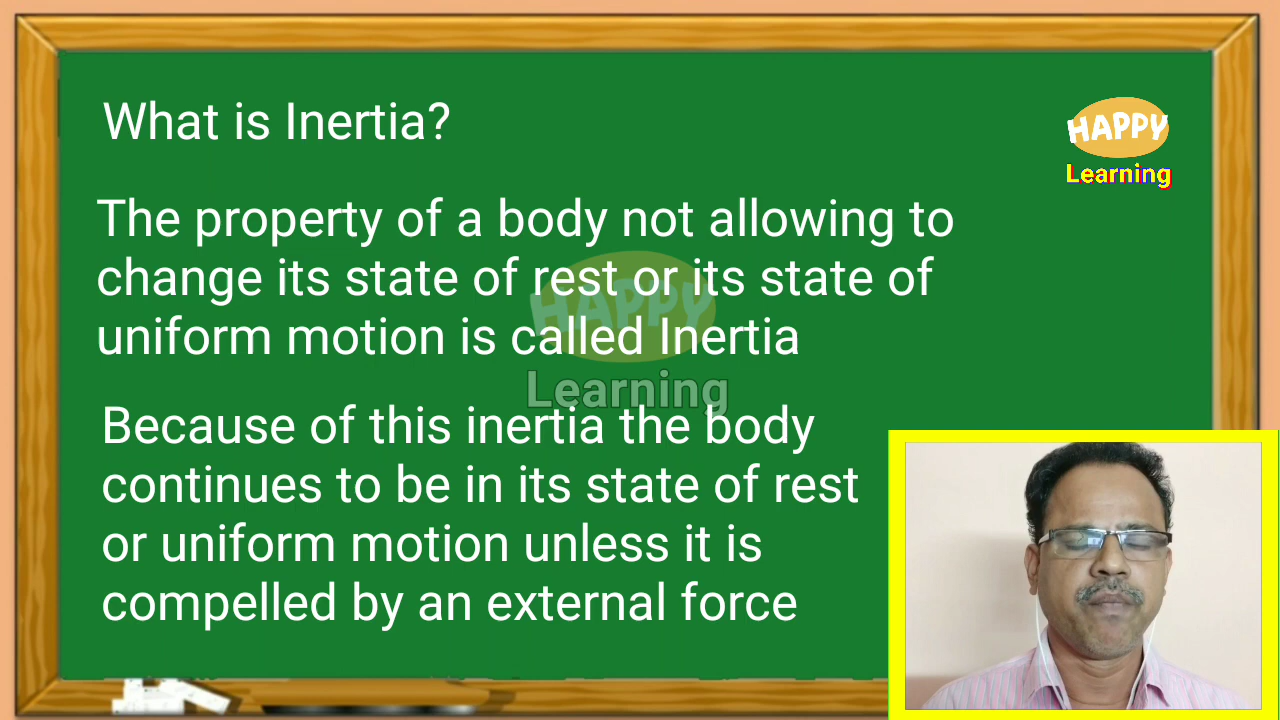 What is Inertia?
HAPPY
Learning
The property of a body not allowing to
change its state of rest or its state of
uniform motion is called Inertia
HAPPY
Learning
Because of this inertia the body
continues to be in its state of rest
or uniform motion unless it is
compelled by an external force